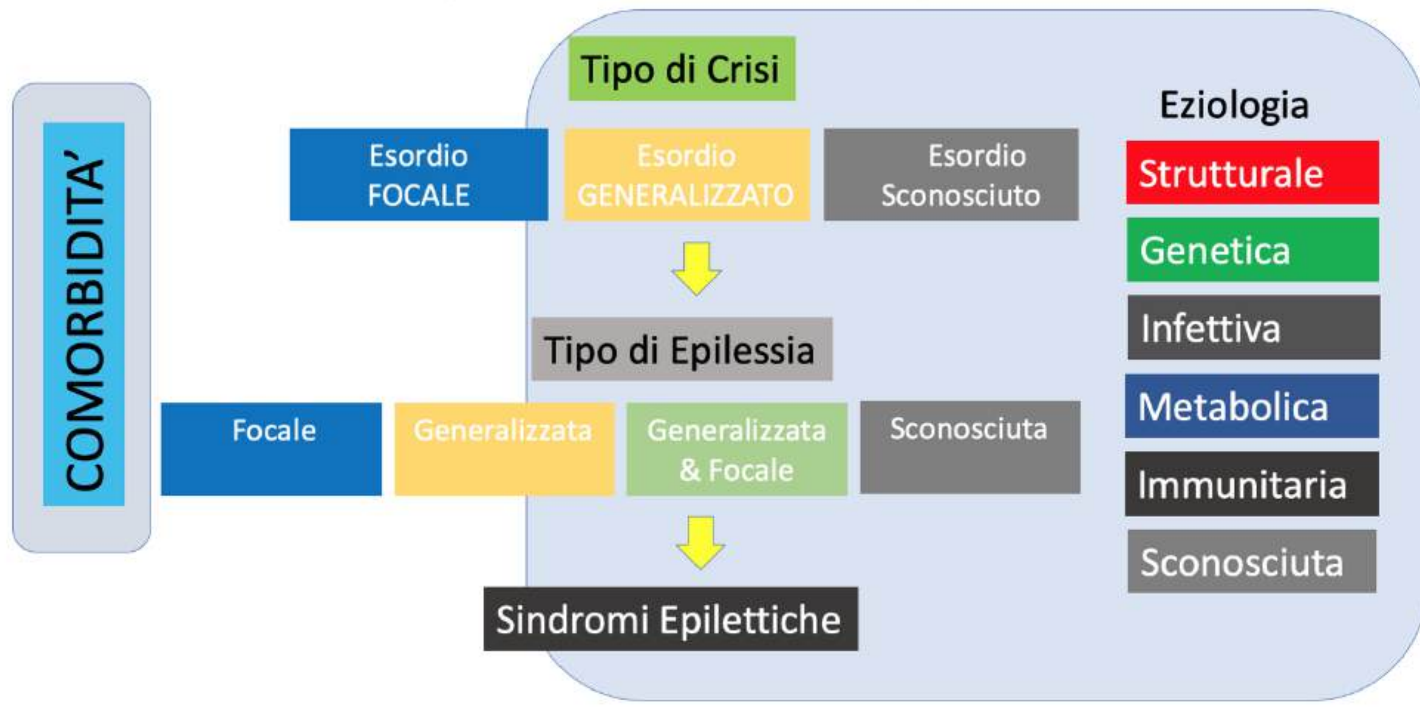 COMORBIDITA'
Tipo di Crisi
Esordio
FOCALE
Esordio
GENERALIZZATO
Esordio
Sconosciuto
Tipo di Epilessia
Focale
Generalizzata
Generalizzata
& Focale
Sconosciuta
Sindromi Epilettiche
Eziologia
Strutturale
Genetica
Infettiva
Metabolica
Immunitaria
Sconosciuta